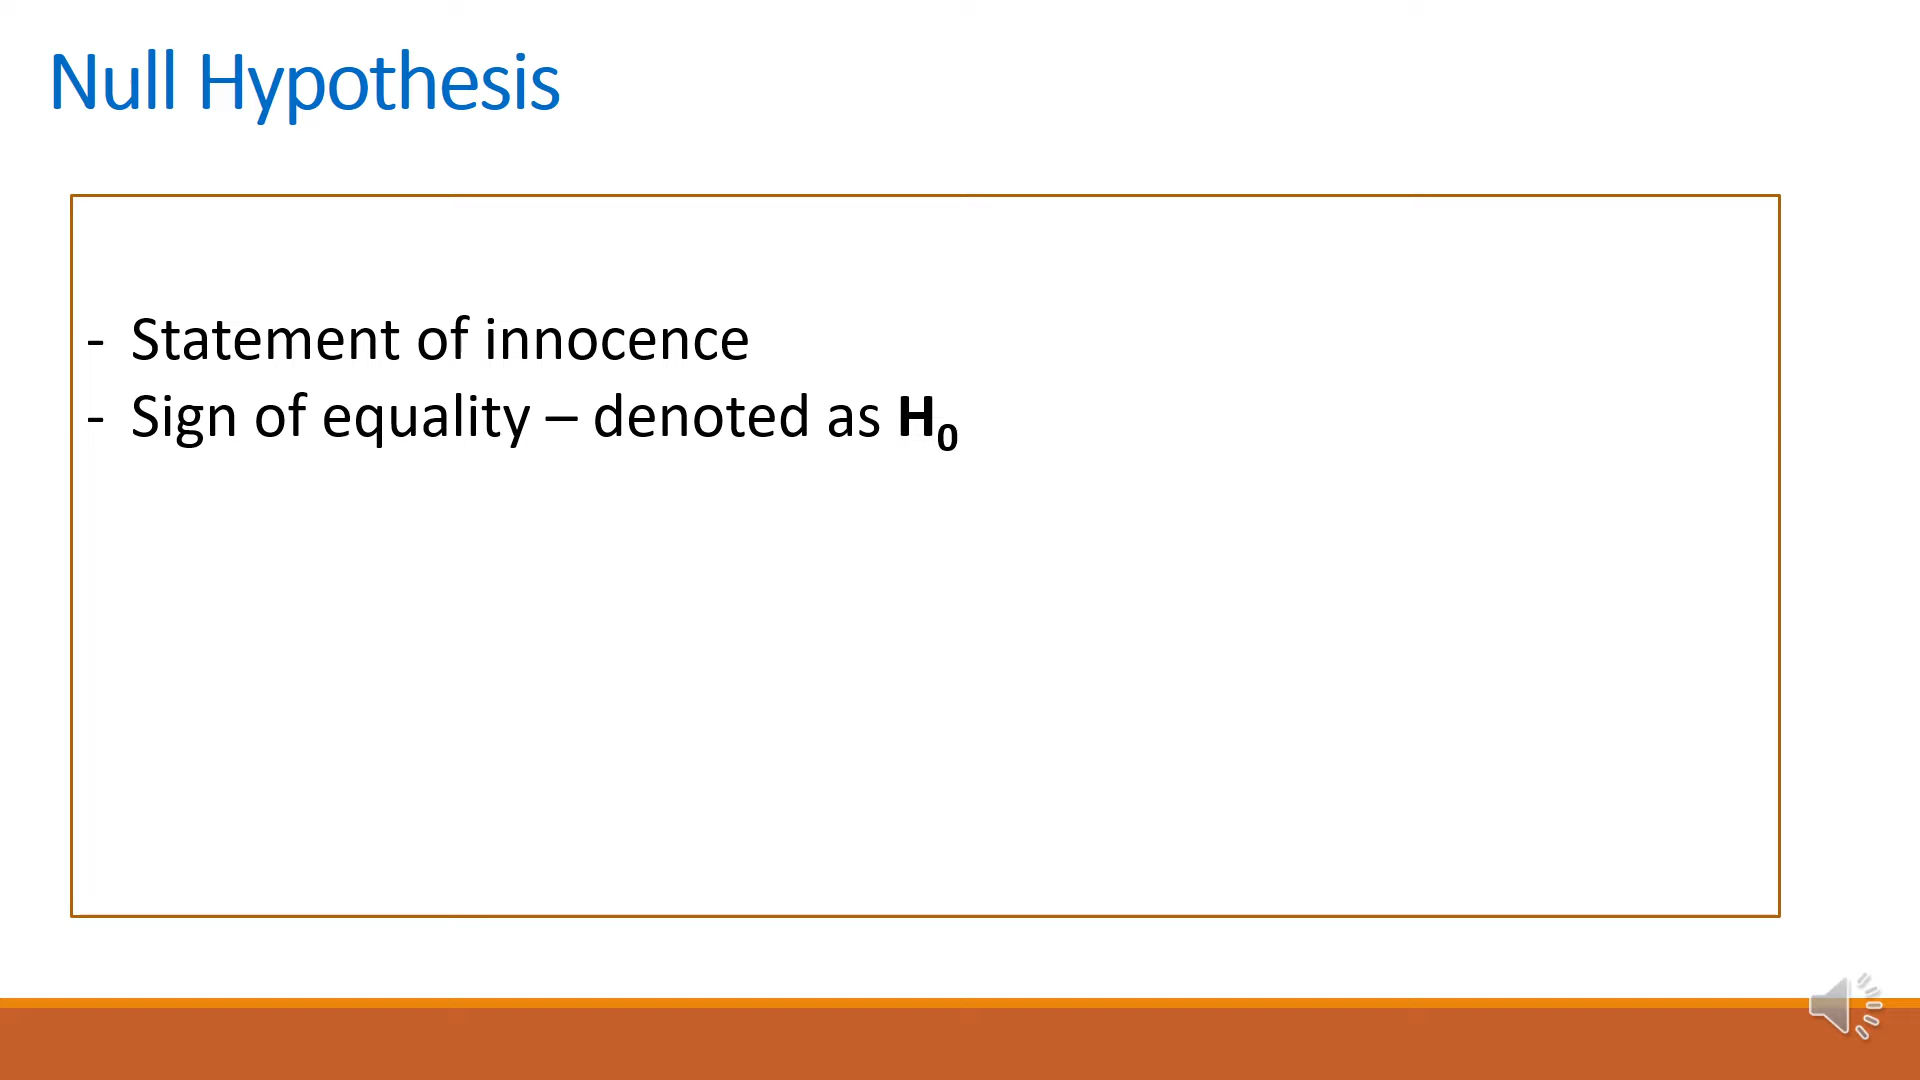 Null Hypothesis
- Statement of innocence
- Sign of equality – denoted as H₀